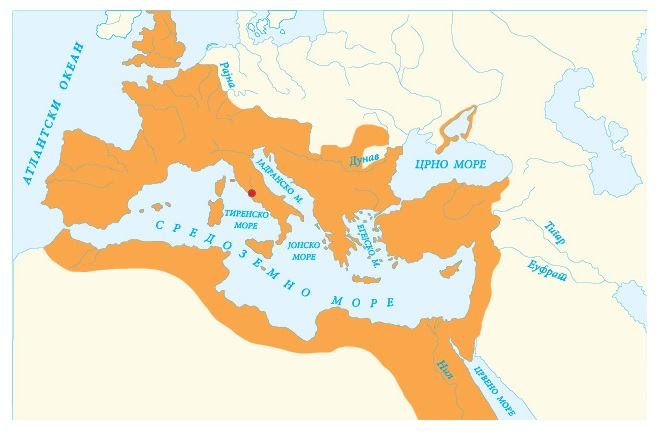 АТЛАНТСКИ ОКЕАН
Рајна
Дунав
ЦРНО МОРЕ
ЈАДРАНСКО М.
ТИРЕНСКО
МОРЕ
ЈОНСКО
МОРЕ
ЕГЕЈСКО М.
СРЕДОЗЕМНО МОРЕ
Тигар
Еуфрат
Нил
ЦРВЕНО МОРЕ